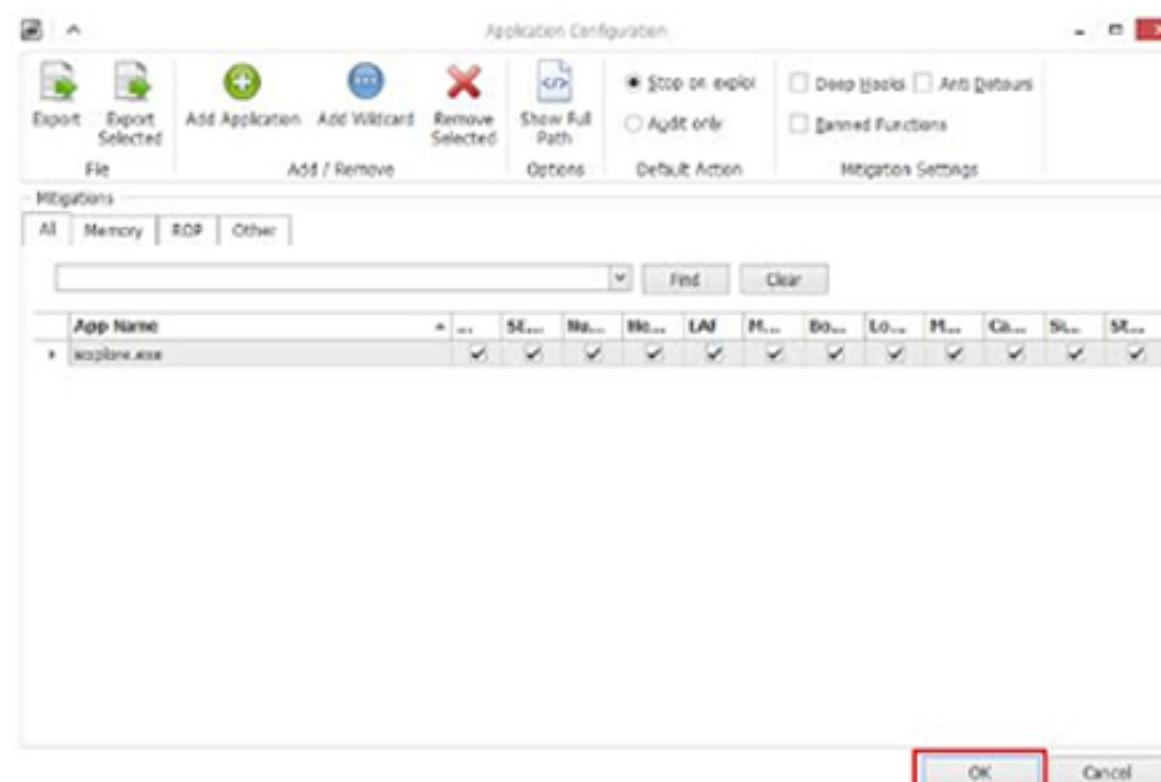 Application Configuration
Export
Export Selected
Add Application
Add Wildcard
Remove Selected
Show Full Path
Stop on exploi
Audit only
Deep Hooks
Anti Detours
Banned Functions
File
Add / Remove
Options
Default Action
Mitigation Settings
Mitigations
All
Memory
ROP
Other
Find
Clear
App Name ... SE... Nu... He... M... Bo... Lo... M... Ca... Si... St...
iexplore.exe
OK
Cancel